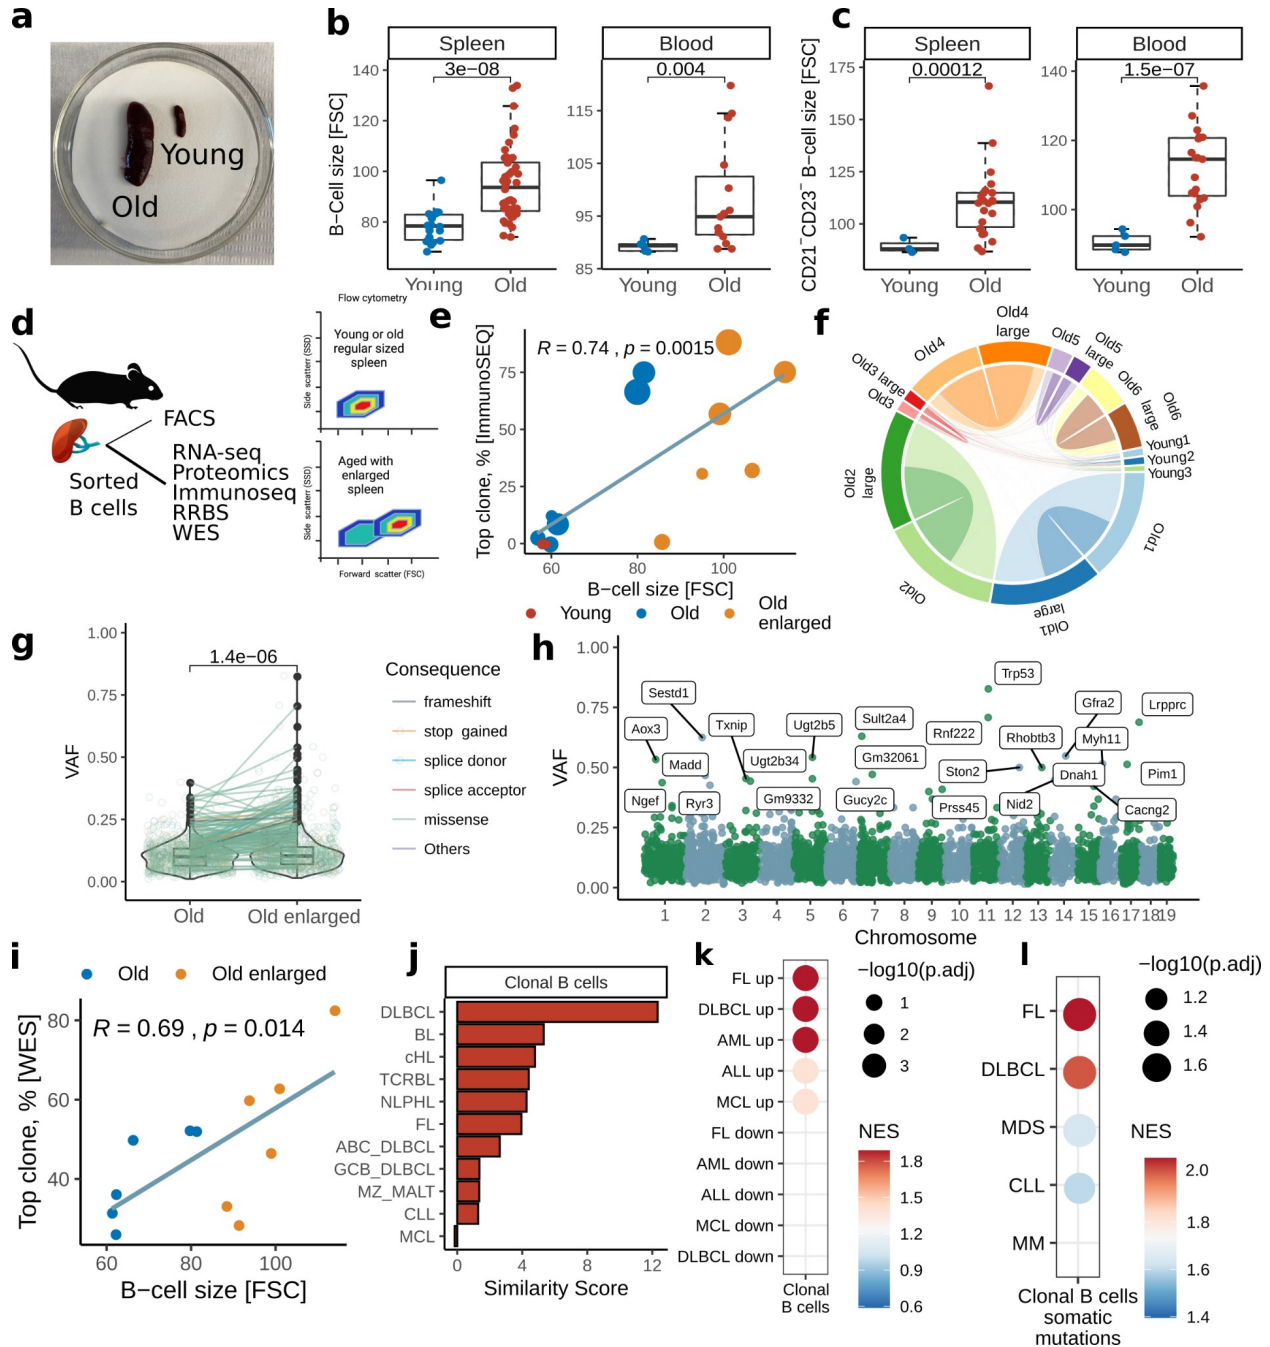 a
Young
Old
b
Spleen
Blood
3e−08
0.004
B−Cell size [FSC]
140
120
100
80
115
105
95
85
Young
Old
Young
Old
c
Spleen
Blood
0.00012
1.5e−07
CD21⁻CD23⁻ B−cell size [FSC]
175
150
125
100
140
120
100
Young
Old
Young
Old
d
FACS
RNA-seq
Proteomics
Immunoseq
RRBS
WES
Sorted
B cells
Flow cytometry
Young or old
regular sized
spleen
Side scatterr (SSD)
Aged with
enlarged
spleen
Side scatterr (SSD)
Forward scatter (FSC)
e
R = 0.74 , p = 0.0015
Top clone, % [ImmunoSEQ]
75
50
25
0
60
80
100
B−cell size [FSC]
Young
Old
Old
enlarged
f
Old4
Old4
large
Old5
Old5
large
Old6
large
Old6
Young1
Young2
Young3
Old1
Old1
large
Old2
Old2
large
Old3
Old3 large
g
1.4e−06
VAF
1.00
0.75
0.50
0.25
0.00
Old
Old enlarged
Consequence
frameshift
stop gained
splice donor
splice acceptor
missense
Others
h
VAF
1.00
0.75
0.50
0.25
0.00
Trp53
Sestd1
Gfra2
Lrpprc
Aox3
Txnip
Ugt2b5
Sult2a4
Rnf222
Rhobtb3
Myh11
Madd
Ugt2b34
Gm32061
Ston2
Dnah1
Pim1
Ngef
Ryr3
Gm9332
Gucy2c
Prss45
Nid2
Cacng2
1 2 3 4 5 6 7 8 9 10 11 12 13 14 15 16 17 18 19
Chromosome
i
Old
Old enlarged
R = 0.69 , p = 0.014
Top clone, % [WES]
80
60
40
60
80
100
B−cell size [FSC]
j
Clonal B cells
DLBCL
BL
cHL
TCRBL
NLPHL
FL
ABC_DLBCL
GCB_DLBCL
MZ_MALT
CLL
MCL
0
4
8
12
Similarity Score
k
FL up
DLBCL up
AML up
ALL up
MCL up
FL down
AML down
ALL down
MCL down
DLBCL down
Clonal
B cells
−log10(p.adj)
1
2
3
NES
1.8
1.5
1.2
0.9
0.6
l
FL
DLBCL
MDS
CLL
MM
Clonal B cells
somatic
mutations
−log10(p.adj)
1.2
1.4
1.6
NES
2.0
1.8
1.6
1.4